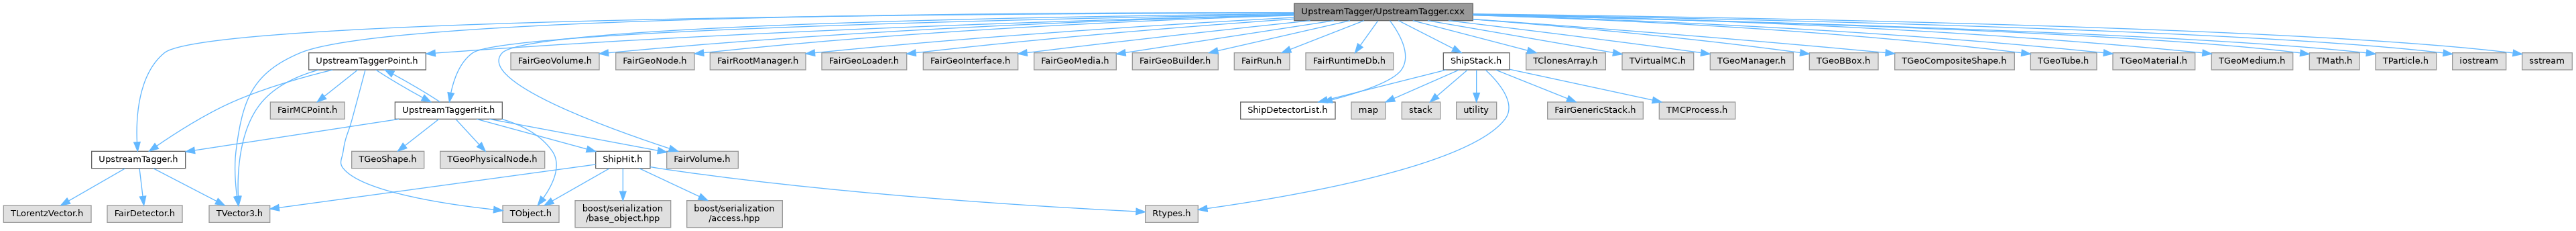 UpstreamTagger/UpstreamTagger.cxx
UpstreamTaggerPoint.h
FairGeoVolume.h
FairGeoNode.h
FairRootManager.h
FairGeoLoader.h
FairGeoInterface.h
FairGeoMedia.h
FairGeoBuilder.h
FairRun.h
FairRuntimeDb.h
ShipStack.h
TClonesArray.h
TVirtualMC.h
TGeoManager.h
TGeoBBox.h
TGeoCompositeShape.h
TGeoTube.h
TGeoMaterial.h
TGeoMedium.h
TMath.h
TParticle.h
iostream
sstream
FairMCPoint.h
UpstreamTaggerHit.h
ShipDetectorList.h
map
stack
utility
FairGenericStack.h
TMCProcess.h
UpstreamTagger.h
TGeoShape.h
TGeoPhysicalNode.h
ShipHit.h
FairVolume.h
TLorentzVector.h
FairDetector.h
TVector3.h
TObject.h
boost/serialization
/base_object.hpp
boost/serialization
/access.hpp
Rtypes.h